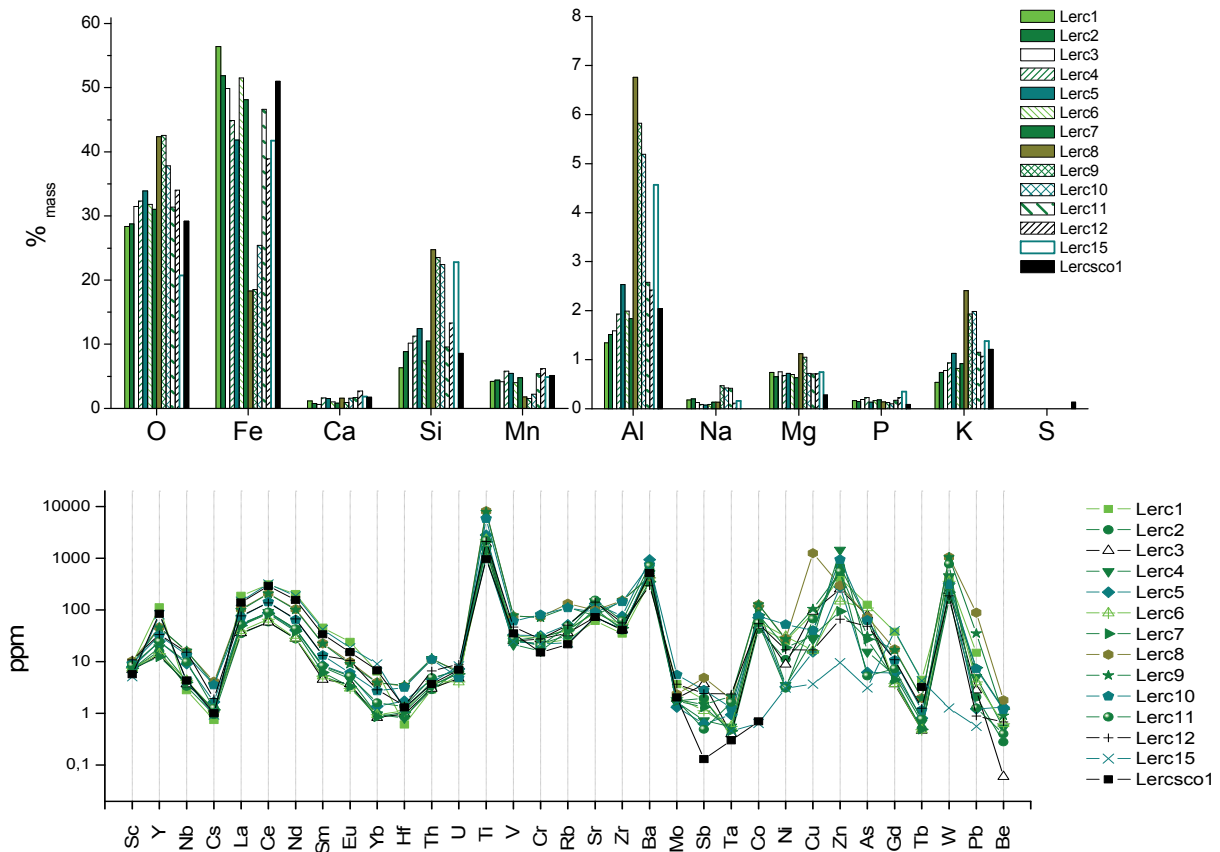 60
50
40
30
20
10
0
% mass
O Fe Ca Si Mn
8
7
6
5
4
3
2
1
0
Al Na Mg P K S
Lerc1
Lerc2
Lerc3
Lerc4
Lerc5
Lerc6
Lerc7
Lerc8
Lerc9
Lerc10
Lerc11
Lerc12
Lerc15
Lercsco1
10000
1000
100
10
1
0,1
ppm
Sc Y Nb Cs La Ce Nd Sm Eu Yb Hf Th U Ti V Cr Rb Sr Zr Ba Mo Sb Ta Co Ni Cu Zn As Gd Tb W Pb Be
Lerc1
Lerc2
Lerc3
Lerc4
Lerc5
Lerc6
Lerc7
Lerc8
Lerc9
Lerc10
Lerc11
Lerc12
Lerc15
Lercsco1